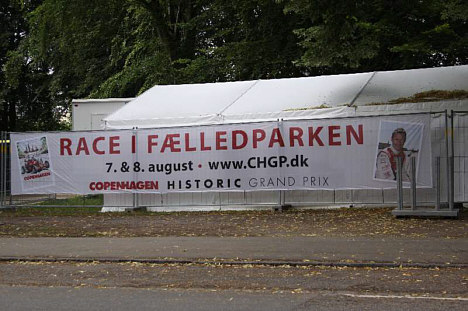 RACE I FÆLLEDPARKEN
7. & 8. august • www.CHGP.dk
COPENHAGEN HISTORIC GRAND PRIX